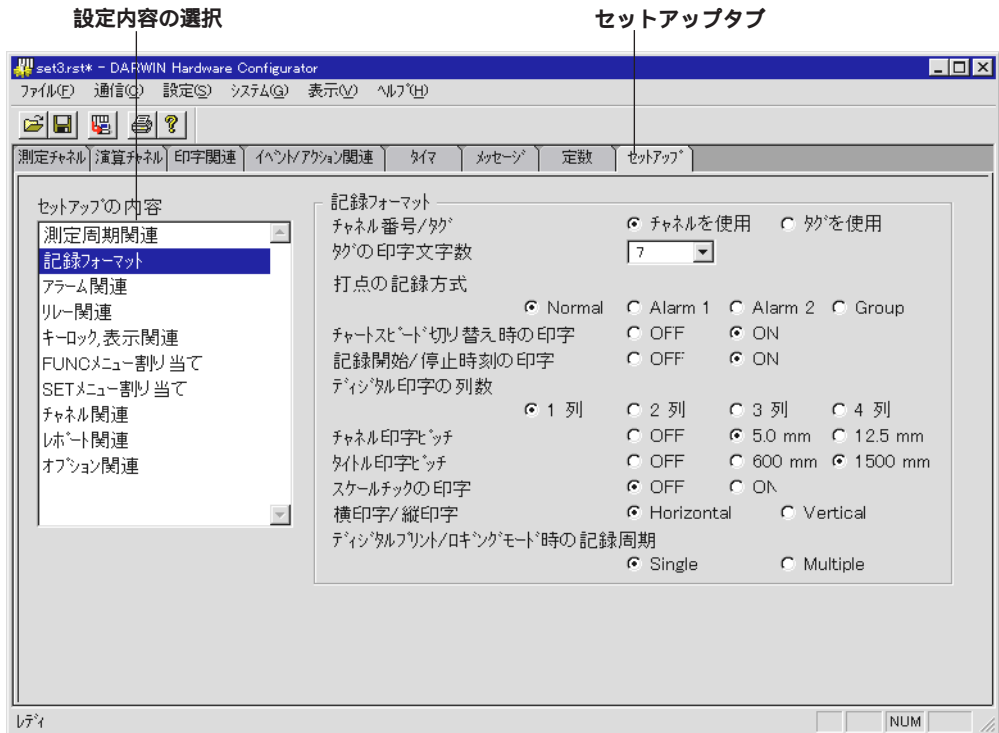 設定内容の選択 セットアップタブ
set3.rst* - DARWIN Hardware Configurator
ファイル(F) 通信(C) 設定(S) システム(G) 表示(V) ヘルプ(H)
測定チャネル 演算チャネル 印字関連 イベント/アクション関連 タイマ メッセージ 定数 セットアップ
セットアップの内容
測定周期関連
記録フォーマット
アラーム関連
リレー関連
キーロック,表示関連
FUNCメニュー割り当て
SETメニュー割り当て
チャネル関連
レポート関連
オプション関連
記録フォーマット
チャネル番号/タグ チャネルを使用 タグを使用
タグの印字文字数 7
打点の記録方式
Normal Alarm 1 Alarm 2 Group
チャートスピード切り替え時の印字 OFF ON
記録開始/停止時刻の印字 OFF ON
ディジタル印字の列数
1 列 2 列 3 列 4 列
チャネル印字ピッチ OFF 5.0 mm 12.5 mm
タイトル印字ピッチ OFF 600 mm 1500 mm
スケールチックの印字 OFF ON
横印字/縦印字 Horizontal Vertical
ディジタルプリント/ロギングモード時の記録周期
Single Multiple
レディ NUM